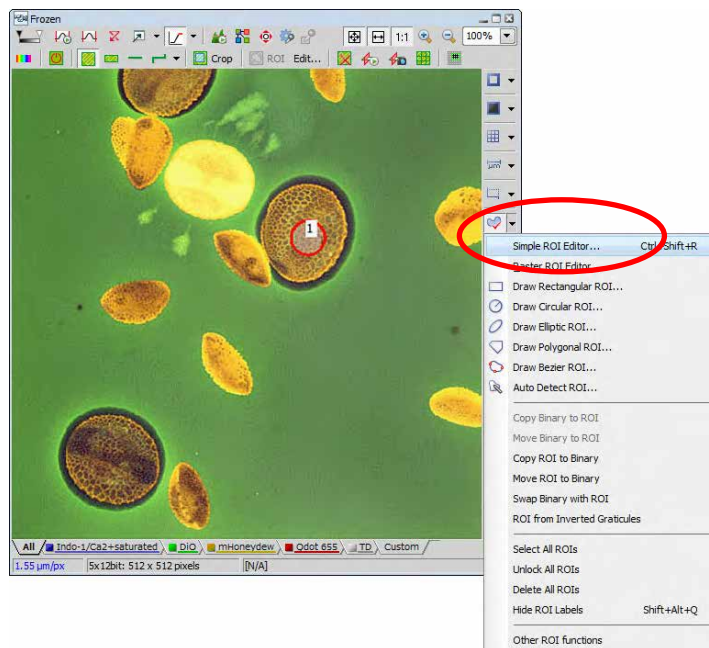 Frozen
1:1
100%
Crop
ROI
Edit...
µm
1
Simple ROI Editor... Ctrl+Shift+R
Raster ROI Editor...
Draw Rectangular ROI...
Draw Circular ROI...
Draw Elliptic ROI...
Draw Polygonal ROI...
Draw Bezier ROI...
Auto Detect ROI...
Copy Binary to ROI
Move Binary to ROI
Copy ROI to Binary
Move ROI to Binary
Swap Binary with ROI
ROI from Inverted Graticules
Select All ROIs
Unlock All ROIs
Delete All ROIs
Hide ROI Labels Shift+Alt+Q
Other ROI functions
All Indo-1/Ca2+saturated DiO mHoneydew Qdot 655 TD Custom
1.55 µm/px 5x12bit: 512 x 512 pixels [N/A]